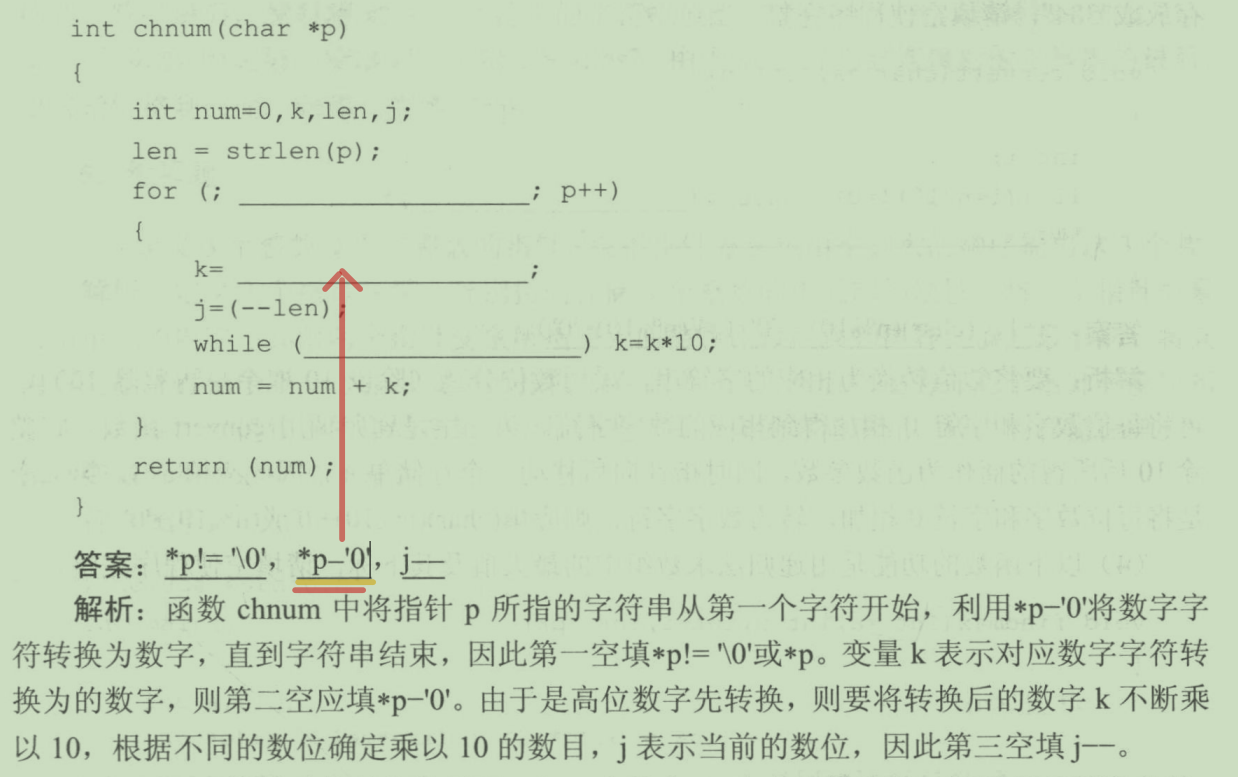 int chnum(char *p)
{
int num=0,k,len,j;
len = strlen(p);
for (; ____________; p++)
{
k= ____________;
j=(--len);
while (____________) k=k*10;
num = num + k;
}
return (num);
}
答案：*p!= '\0'，*p-'0'，j--
解析：函数 chnum 中将指针 p 所指的字符串从第一个字符开始，利用*p-'0'将数字字
符转换为数字，直到字符串结束，因此第一空填*p!= '\0'或*p。变量 k 表示对应数字字符转
换为的数字，则第二空应填*p-'0'。由于是高位数字先转换，则要将转换后的数字 k 不断乘
以 10，根据不同的数位确定乘以 10 的数目，j 表示当前的数位，因此第三空填 j--。